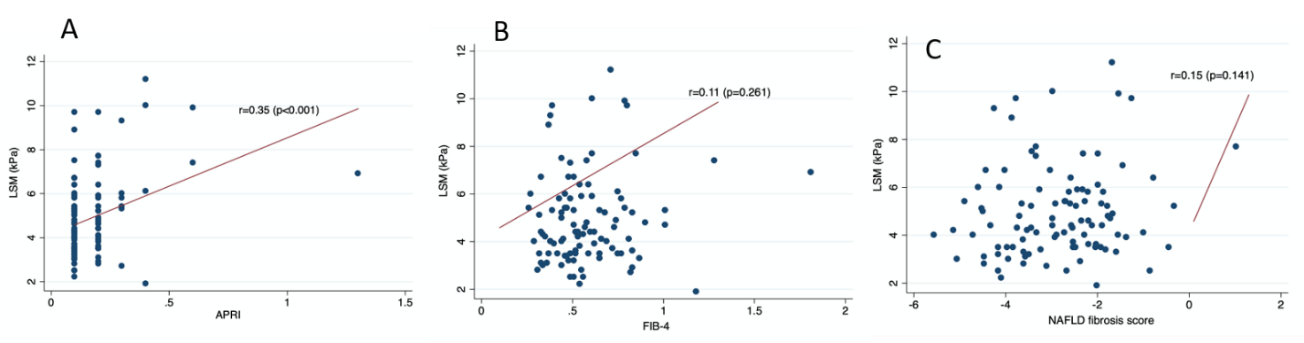 A
12
10
8
6
4
2
LSM (kPa)
r=0.35 (p<0.001)
0
.5
1
1.5
APRI
B
12
10
8
6
4
2
LSM (kPa)
r=0.11 (p=0.261)
0
.5
1
1.5
2
FIB-4
C
12
10
8
6
4
2
LSM (kPa)
r=0.15 (p=0.141)
-6
-4
-2
0
2
NAFLD fibrosis score